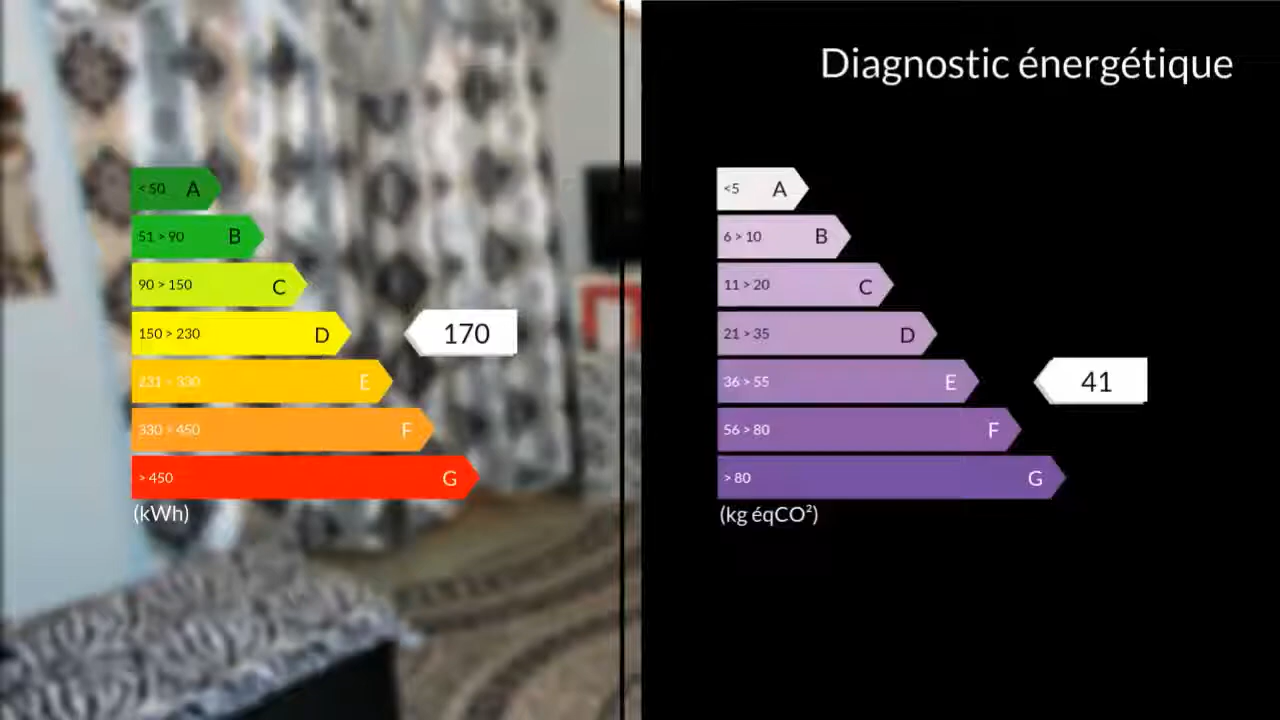 Diagnostic énergétique
< 50 A
51 > 90 B
90 > 150 C
150 > 230 D
170
231 > 330 E
330 > 450 F
> 450 G
(kWh)
<5 A
6 > 10 B
11 > 20 C
21 > 35 D
36 > 55 E
41
56 > 80 F
> 80 G
(kg éqCO²)